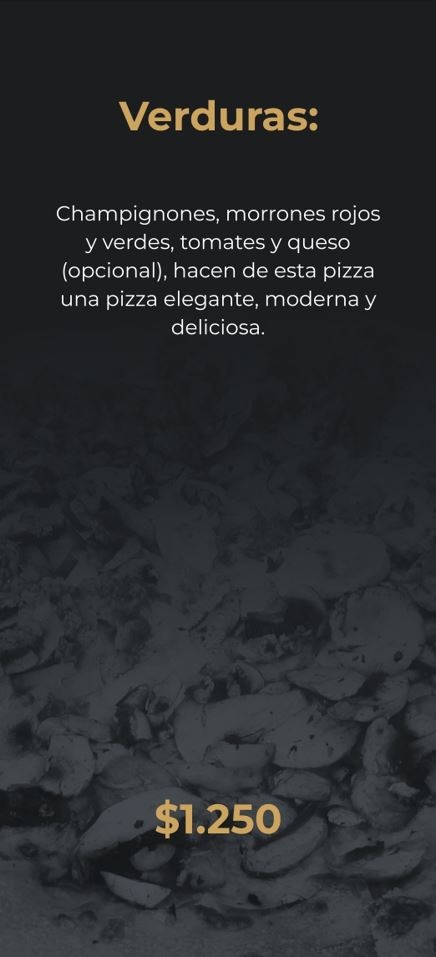 Verduras:
Champignones, morrones rojos
y verdes, tomates y queso
(opcional), hacen de esta pizza
una pizza elegante, moderna y
deliciosa.
$1.250